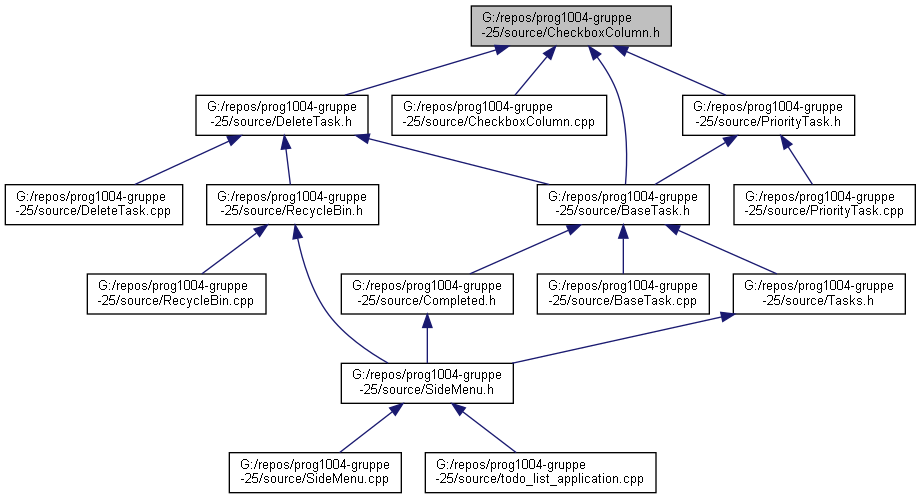 G:/repos/prog1004-gruppe
-25/source/CheckboxColumn.h
G:/repos/prog1004-gruppe
-25/source/DeleteTask.h
G:/repos/prog1004-gruppe
-25/source/CheckboxColumn.cpp
G:/repos/prog1004-gruppe
-25/source/PriorityTask.h
G:/repos/prog1004-gruppe
-25/source/DeleteTask.cpp
G:/repos/prog1004-gruppe
-25/source/RecycleBin.h
G:/repos/prog1004-gruppe
-25/source/BaseTask.h
G:/repos/prog1004-gruppe
-25/source/PriorityTask.cpp
G:/repos/prog1004-gruppe
-25/source/RecycleBin.cpp
G:/repos/prog1004-gruppe
-25/source/Completed.h
G:/repos/prog1004-gruppe
-25/source/BaseTask.cpp
G:/repos/prog1004-gruppe
-25/source/Tasks.h
G:/repos/prog1004-gruppe
-25/source/SideMenu.h
G:/repos/prog1004-gruppe
-25/source/SideMenu.cpp
G:/repos/prog1004-gruppe
-25/source/todo_list_application.cpp